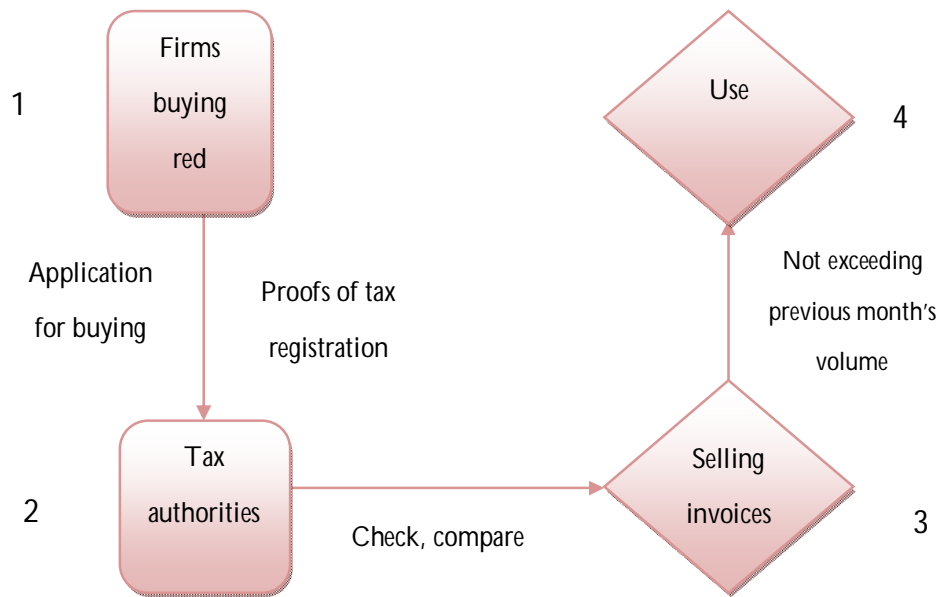 1
Firms
buying
red
Application
for buying
Proofs of tax
registration
2
Tax
authorities
Check, compare
Selling
invoices
3
Not exceeding
previous month's
volume
Use
4